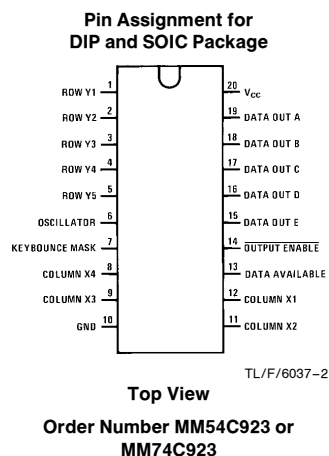 Pin Assignment for
DIP and SOIC Package
ROW Y1 1
ROW Y2 2
ROW Y3 3
ROW Y4 4
ROW Y5 5
OSCILLATOR 6
KEYBOUNCE MASK 7
COLUMN X4 8
COLUMN X3 9
GND 10
20 VCC
19 DATA OUT A
18 DATA OUT B
17 DATA OUT C
16 DATA OUT D
15 DATA OUT E
14 OUTPUT ENABLE
13 DATA AVAILABLE
12 COLUMN X1
11 COLUMN X2
TL/F/6037–2
Top View
Order Number MM54C923 or
MM74C923